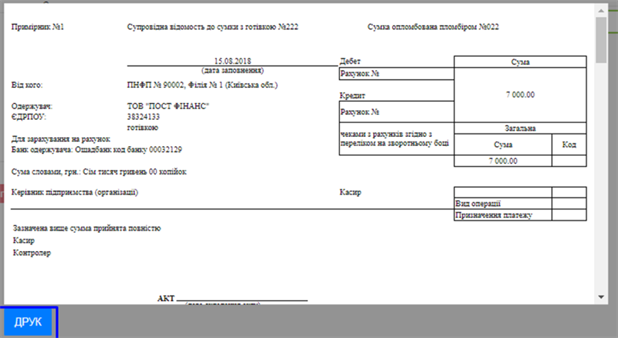 Примірник №1 Супровідна відомость до сумки з готівкою №222 Сумка опломбована пломбіром №022
15.08.2018 Дебет Сума
(дата заповнення) Рахунок №
Від кого: ПНФП № 90002, Філія № 1 (Київська обл.)
Кредит 7 000.00
Одержувач: ТОВ "ПОСТ ФІНАНС"
Рахунок №
ЄДРПОУ: 38324133
готівкою Загальна
Для зарахування на рахунок чеками з рахунків згідно з
переліком на зворотньому боці Сума Код
Банк одержувача: Ощадбанк код банку 00032129
7 000.00
Сума словами, грн.: Сім тисяч гривень 00 копійок
Керівник підприємства (організації) Касир
Вид операції
Призначення платежу
Зазначена вище сума прийнята повністю
Касир
Контролер
АКТ
ДРУК